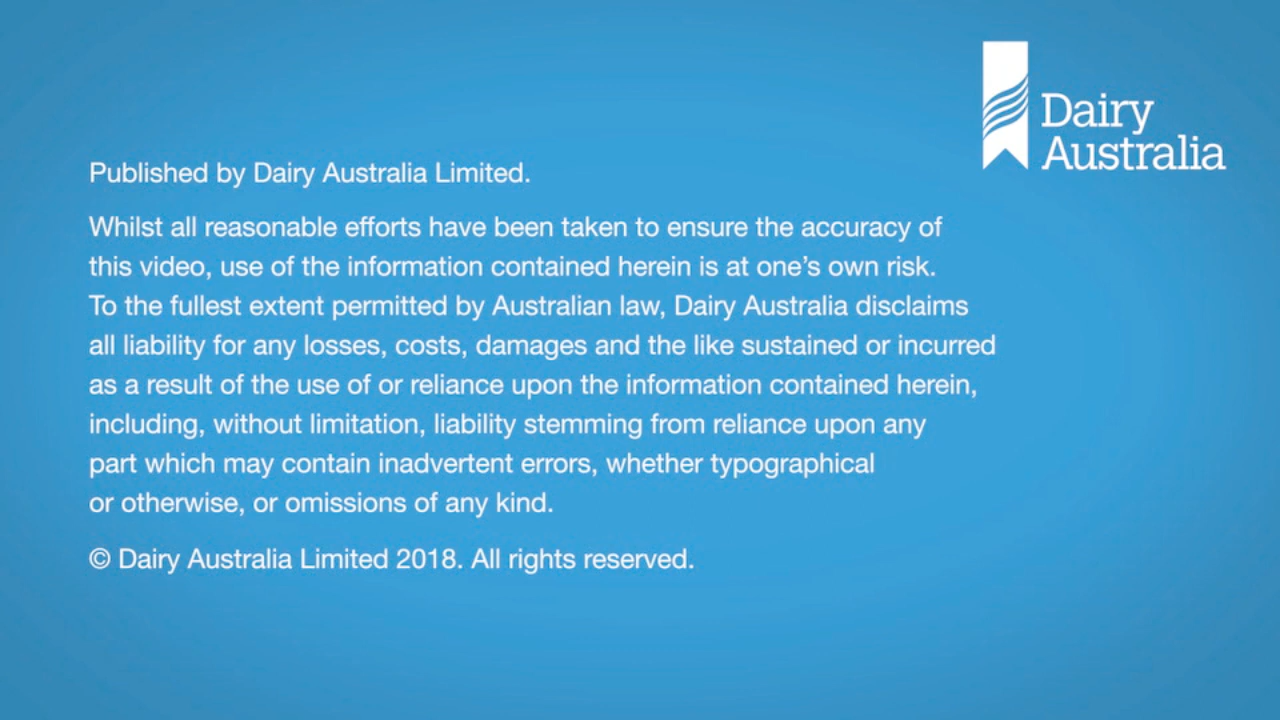 Dairy
Australia
Published by Dairy Australia Limited.
Whilst all reasonable efforts have been taken to ensure the accuracy of
this video, use of the information contained herein is at one’s own risk.
To the fullest extent permitted by Australian law, Dairy Australia disclaims
all liability for any losses, costs, damages and the like sustained or incurred
as a result of the use of or reliance upon the information contained herein,
including, without limitation, liability stemming from reliance upon any
part which may contain inadvertent errors, whether typographical
or otherwise, or omissions of any kind.
© Dairy Australia Limited 2018. All rights reserved.